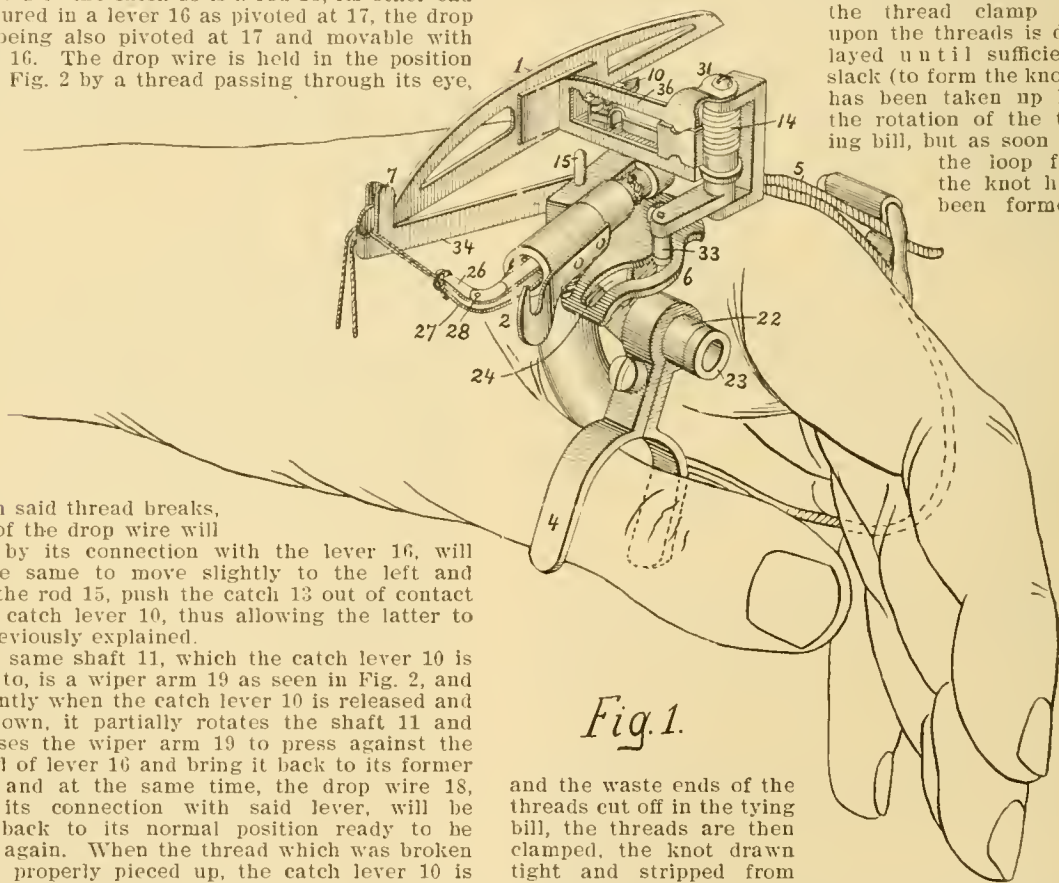 ured in a lever 16 as pivoted at 17, the drop
being also pivoted at 17 and movable with
16. The drop wire is held in the position
Fig. 2 by a thread passing through its eye,
the thread clamp
upon the threads is d
layed until sufficie
slack (to form the kno
has been taken up
the rotation of the t
ing bill, but as soon
the loop f
the knot h
been forme
1
10
36
31
14
7
15
5
34
33
6
26
27
28
2
22
24
23
4
said thread breaks,
of the drop wire will
by its connection with the lever 16, will
e same to move slightly to the left and
the rod 15, push the catch 13 out of contact
catch lever 10, thus allowing the latter to
eviously explained.
same shaft 11, which the catch lever 10 is
to, is a wiper arm 19 as seen in Fig. 2, and
ntly when the catch lever 10 is released and
own, it partially rotates the shaft 11 and
ses the wiper arm 19 to press against the
l of lever 16 and bring it back to its former
and at the same time, the drop wire 18,
its connection with said lever, will be
back to its normal position ready to be
again. When the thread which was broken
properly pieced up, the catch lever 10 is
Fig. 1.
and the waste ends of the
threads cut off in the tying
bill, the threads are then
clamped, the knot drawn
tight and stripped from